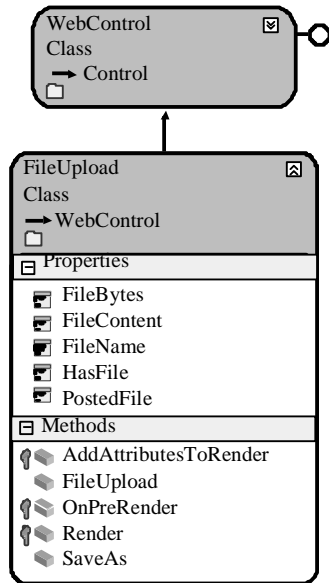 WebControl
Class
Control
FileUpload
Class
WebControl
Properties
FileBytes
FileContent
FileName
HasFile
PostedFile
Methods
AddAttributesToRender
FileUpload
OnPreRender
Render
SaveAs